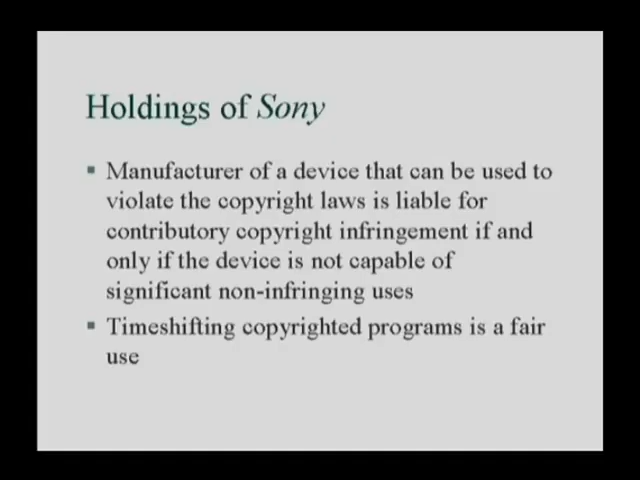 Holdings of Sony
▪ Manufacturer of a device that can be used to
violate the copyright laws is liable for
contributory copyright infringement if and
only if the device is not capable of
significant non-infringing uses
▪ Timeshifting copyrighted programs is a fair
use